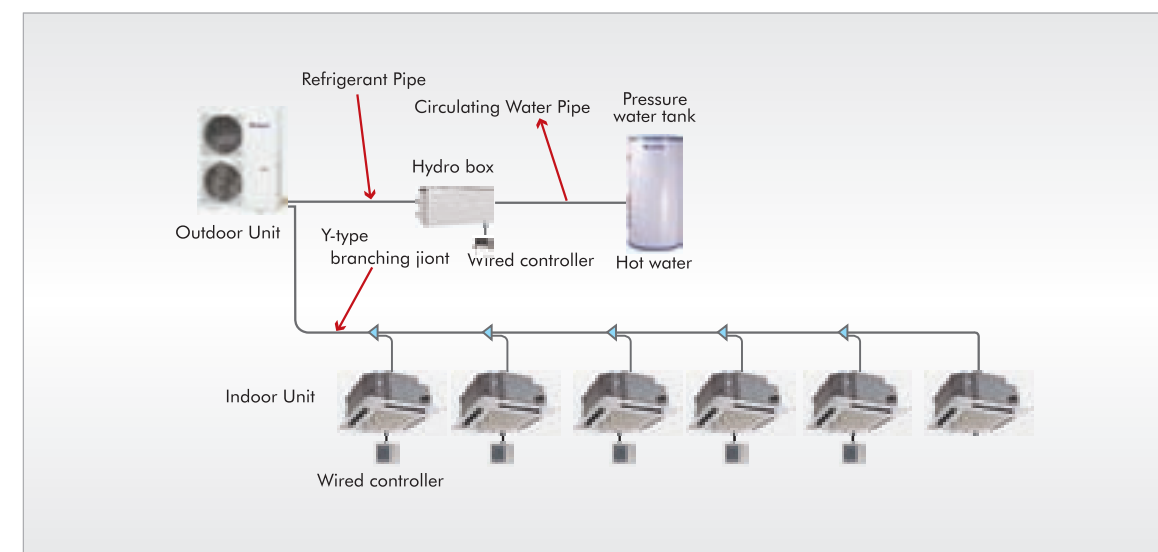 Refrigerant Pipe
Circulating Water Pipe
Pressure
water tank
Hydro box
Outdoor Unit
Y-type
branching jiont
Wired controller
Hot water
Indoor Unit
Wired controller